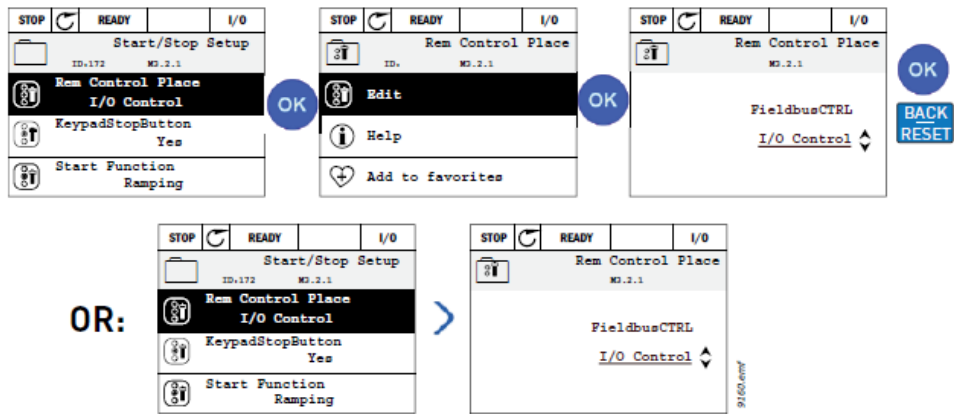 STOP READY I/O
Start/Stop Setup
ID:172 M3.2.1
Rem Control Place
I/O Control
KeypadStopButton
Yes
Start Function
Ramping
OK
STOP READY I/O
Rem Control Place
ID: M3.2.1
Edit
Help
Add to favorites
OK
STOP READY I/O
Rem Control Place
M3.2.1
FieldbusCTRL
I/O Control
OK
BACK
RESET
OR:
STOP READY I/O
Start/Stop Setup
ID:172 M3.2.1
Rem Control Place
I/O Control
KeypadStopButton
Yes
Start Function
Ramping
STOP READY I/O
Rem Control Place
M3.2.1
FieldbusCTRL
I/O Control
9160.emf